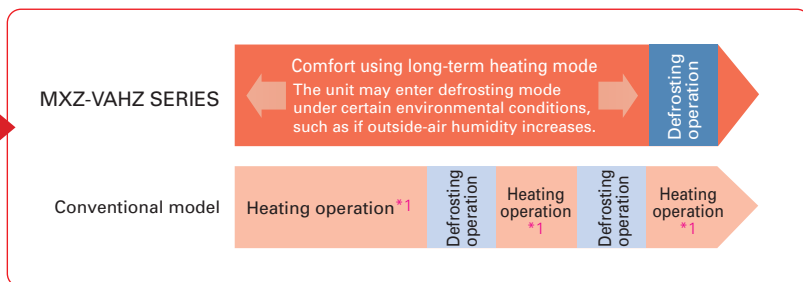 MXZ-VAHZ SERIES
Comfort using long-term heating mode
The unit may enter defrosting mode
under certain environmental conditions,
such as if outside-air humidity increases.
Defrosting
operation
Conventional model
Heating operation*1
Defrosting
operation
Heating
operation
*1
Defrosting
operation
Heating
operation
*1